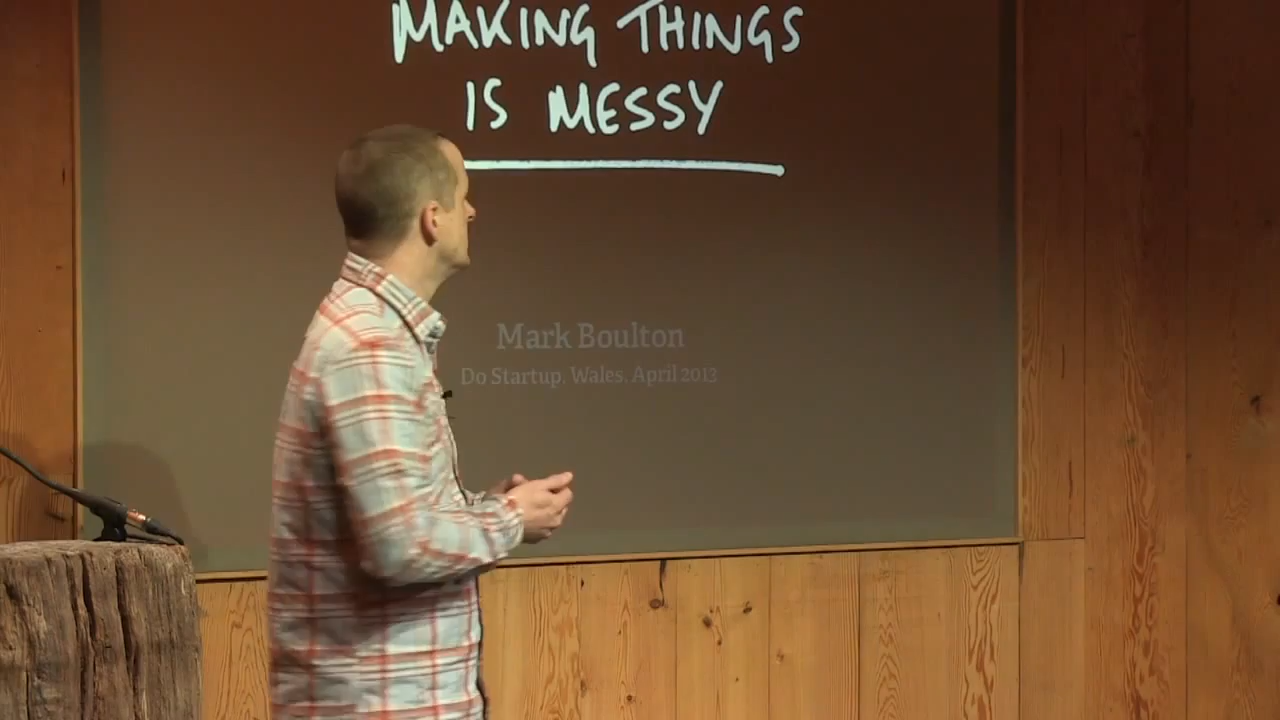 MAKING THINGS
IS MESSY
Mark Boulton
Do Startup, Wales, April 2013